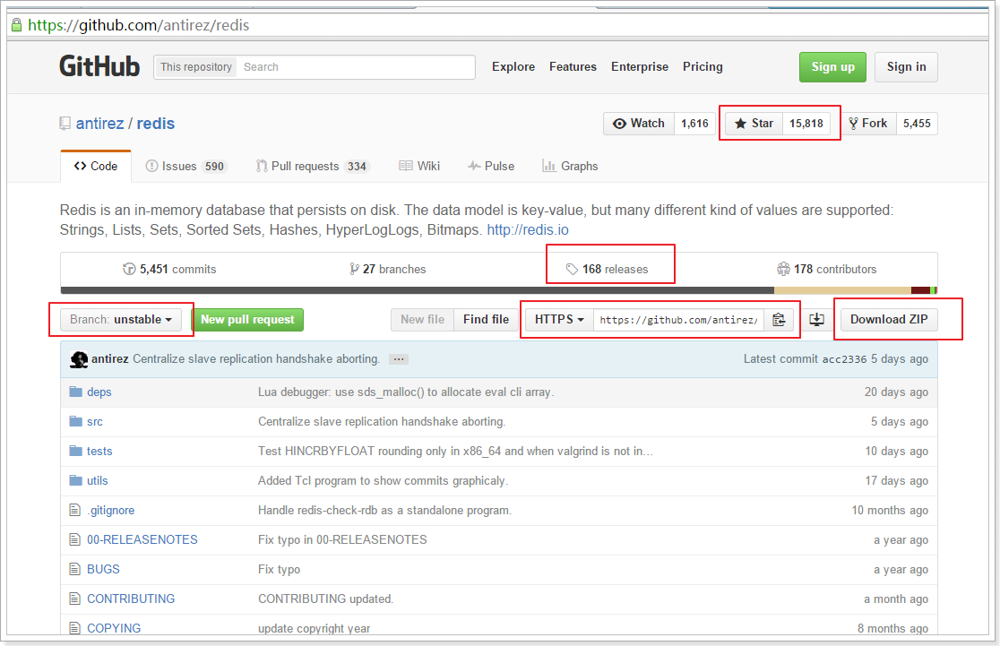 https://github.com/antirez/redis
GitHub This repository Search Explore Features Enterprise Pricing Sign up Sign in
antirez / redis Watch 1,616 Star 15,818 Fork 5,455
Code Issues 590 Pull requests 334 Wiki Pulse Graphs
Redis is an in-memory database that persists on disk. The data model is key-value, but many different kind of values are supported:
Strings, Lists, Sets, Sorted Sets, Hashes, HyperLogLogs, Bitmaps. http://redis.io
5,451 commits 27 branches 168 releases 178 contributors
Branch: unstable New pull request New file Find file HTTPS https://github.com/antirez/ Download ZIP
antirez Centralize slave replication handshake aborting. ... Latest commit acc2336 5 days ago
deps Lua debugger: use sds_malloc() to allocate eval cli array. 20 days ago
src Centralize slave replication handshake aborting. 5 days ago
tests Test HINCRBYFLOAT rounding only in x86_64 and when valgrind is not in... 10 days ago
utils Added Tcl program to show commits graphicaly. 17 days ago
.gitignore Handle redis-check-rdb as a standalone program. 10 months ago
00-RELEASENOTES Fix typo in 00-RELEASENOTES a year ago
BUGS Fix typo a year ago
CONTRIBUTING CONTRIBUTING updated. a month ago
COPYING update copyright year 8 months ago